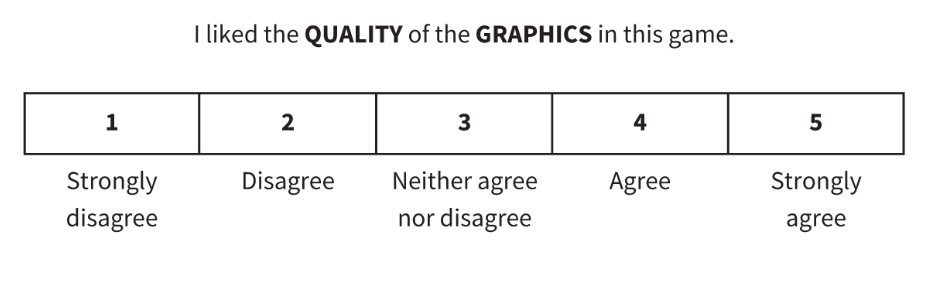 I liked the QUALITY of the GRAPHICS in this game.
1 2 3 4 5
Strongly disagree
Disagree
Neither agree nor disagree
Agree
Strongly agree